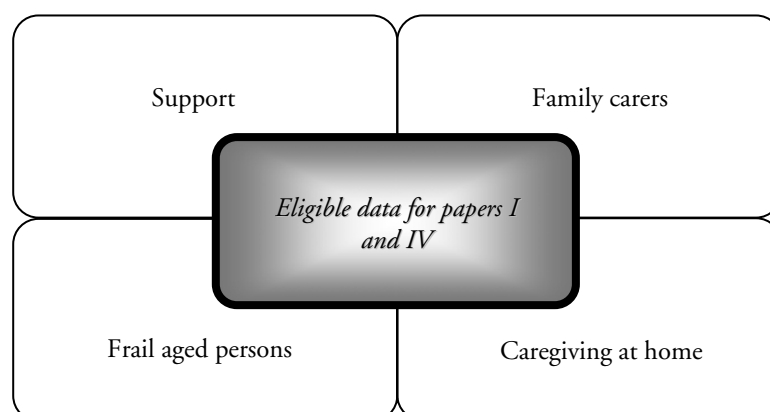 Support
Family carers
Eligible data for papers I
and IV
Frail aged persons
Caregiving at home